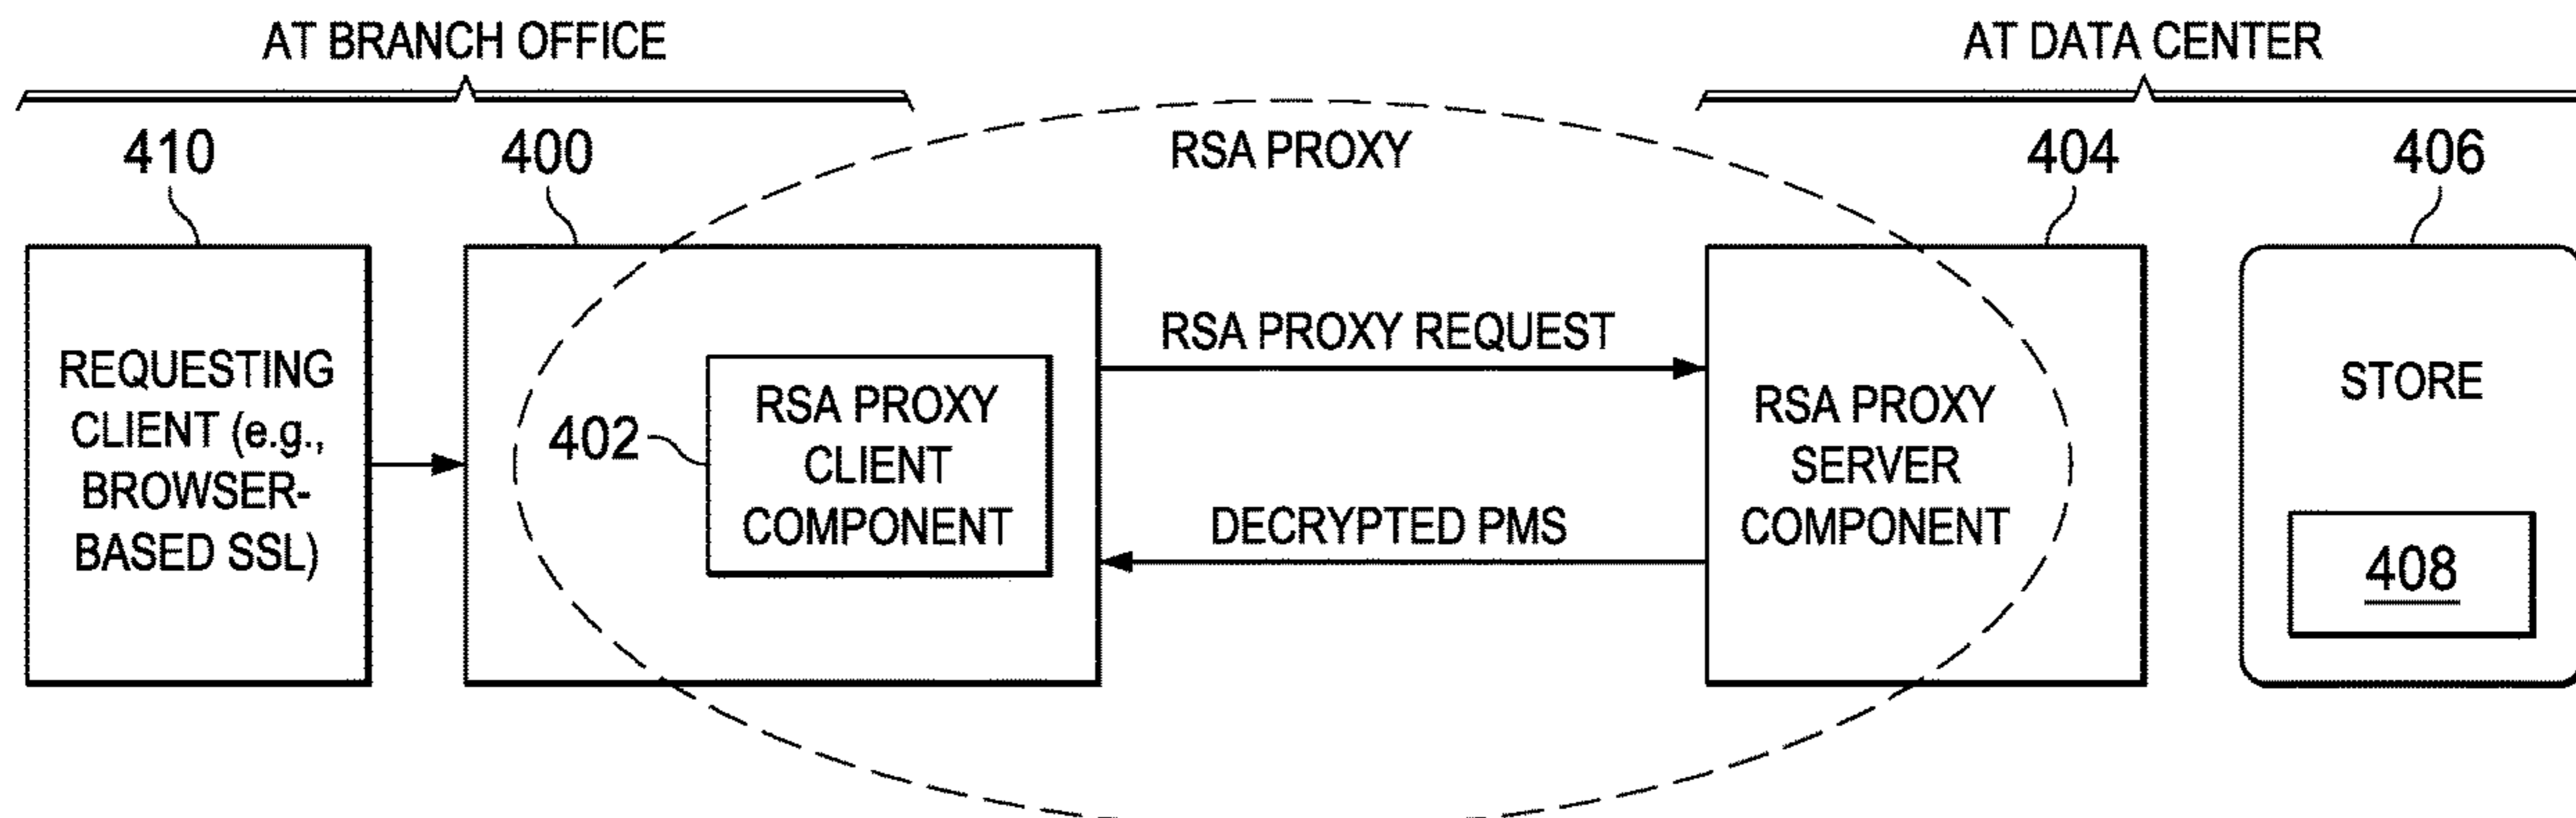 AT BRANCH OFFICE
AT DATA CENTER
410
400
RSA PROXY
404
406
REQUESTING
CLIENT (e.g.,
BROWSER-
BASED SSL)
402
RSA PROXY
CLIENT
COMPONENT
RSA PROXY REQUEST
DECRYPTED PMS
RSA PROXY
SERVER
COMPONENT
STORE
408